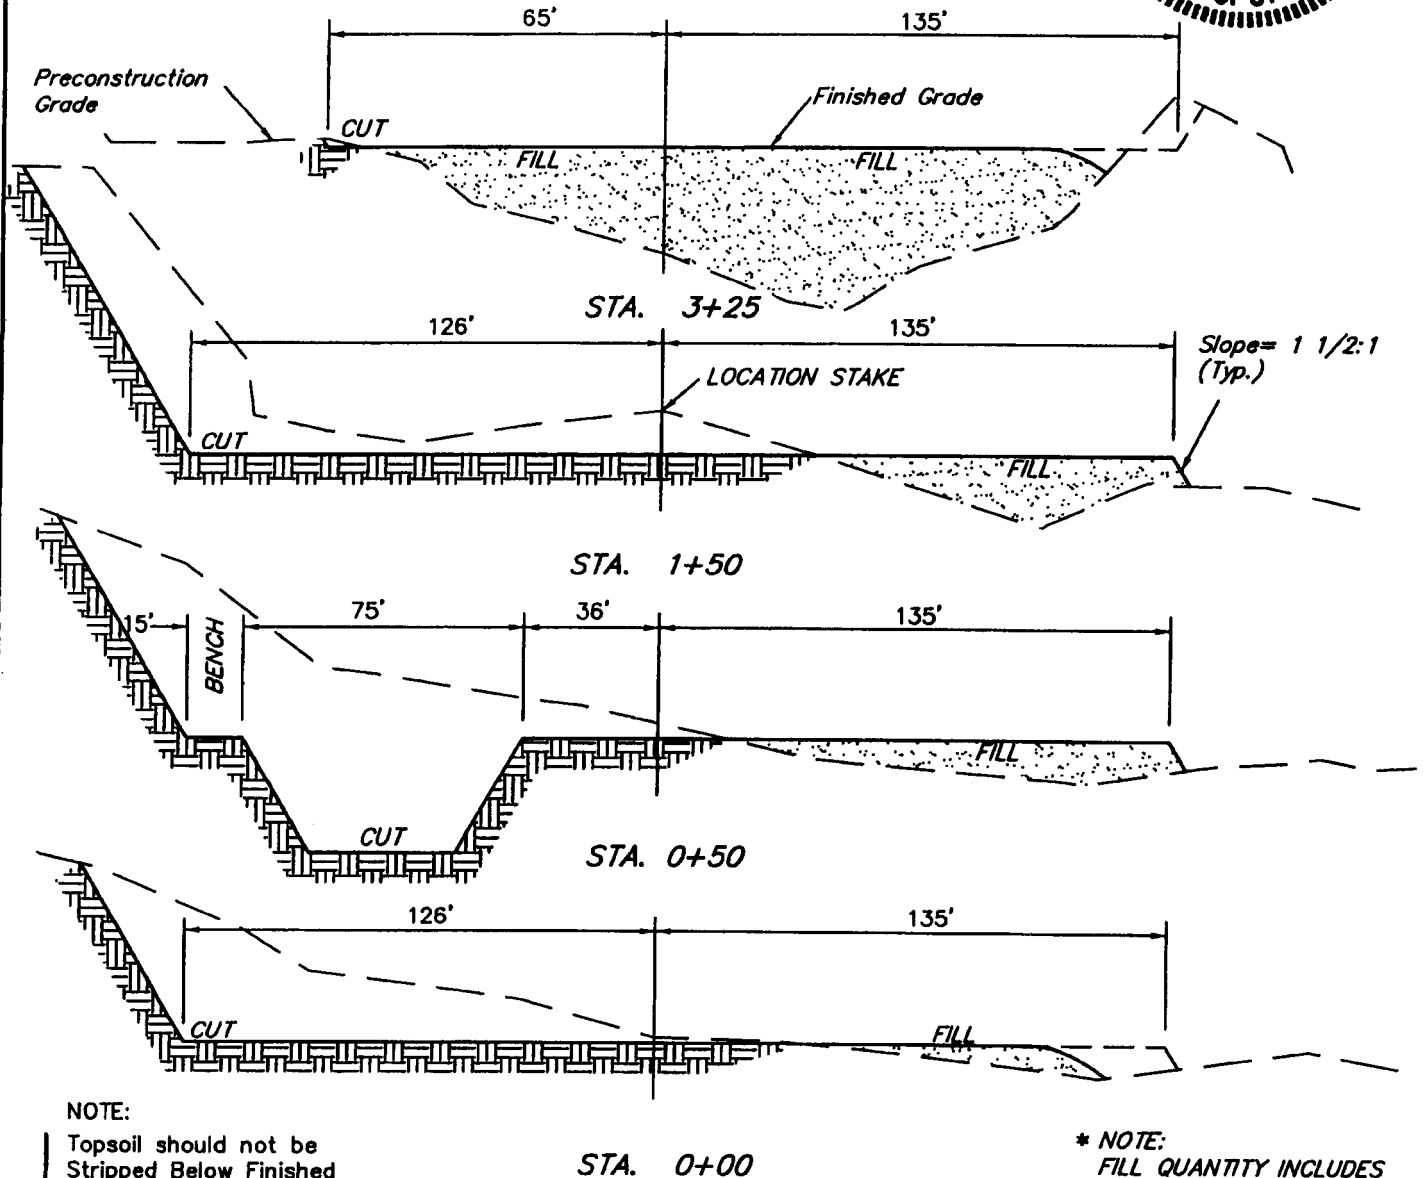 65'
135'
Preconstruction
Grade
CUT
Finished Grade
FILL
FILL
STA. 3+25
126'
135'
Slope= 1 1/2:1
(Typ.)
LOCATION STAKE
CUT
FILL
STA. 1+50
15'
BENCH
75'
36'
135'
FILL
CUT
STA. 0+50
126'
135'
CUT
FILL
NOTE:
Topsoil should not be
Stripped Below Finished
STA. 0+00
* NOTE:
FILL QUANTITY INCLUDES